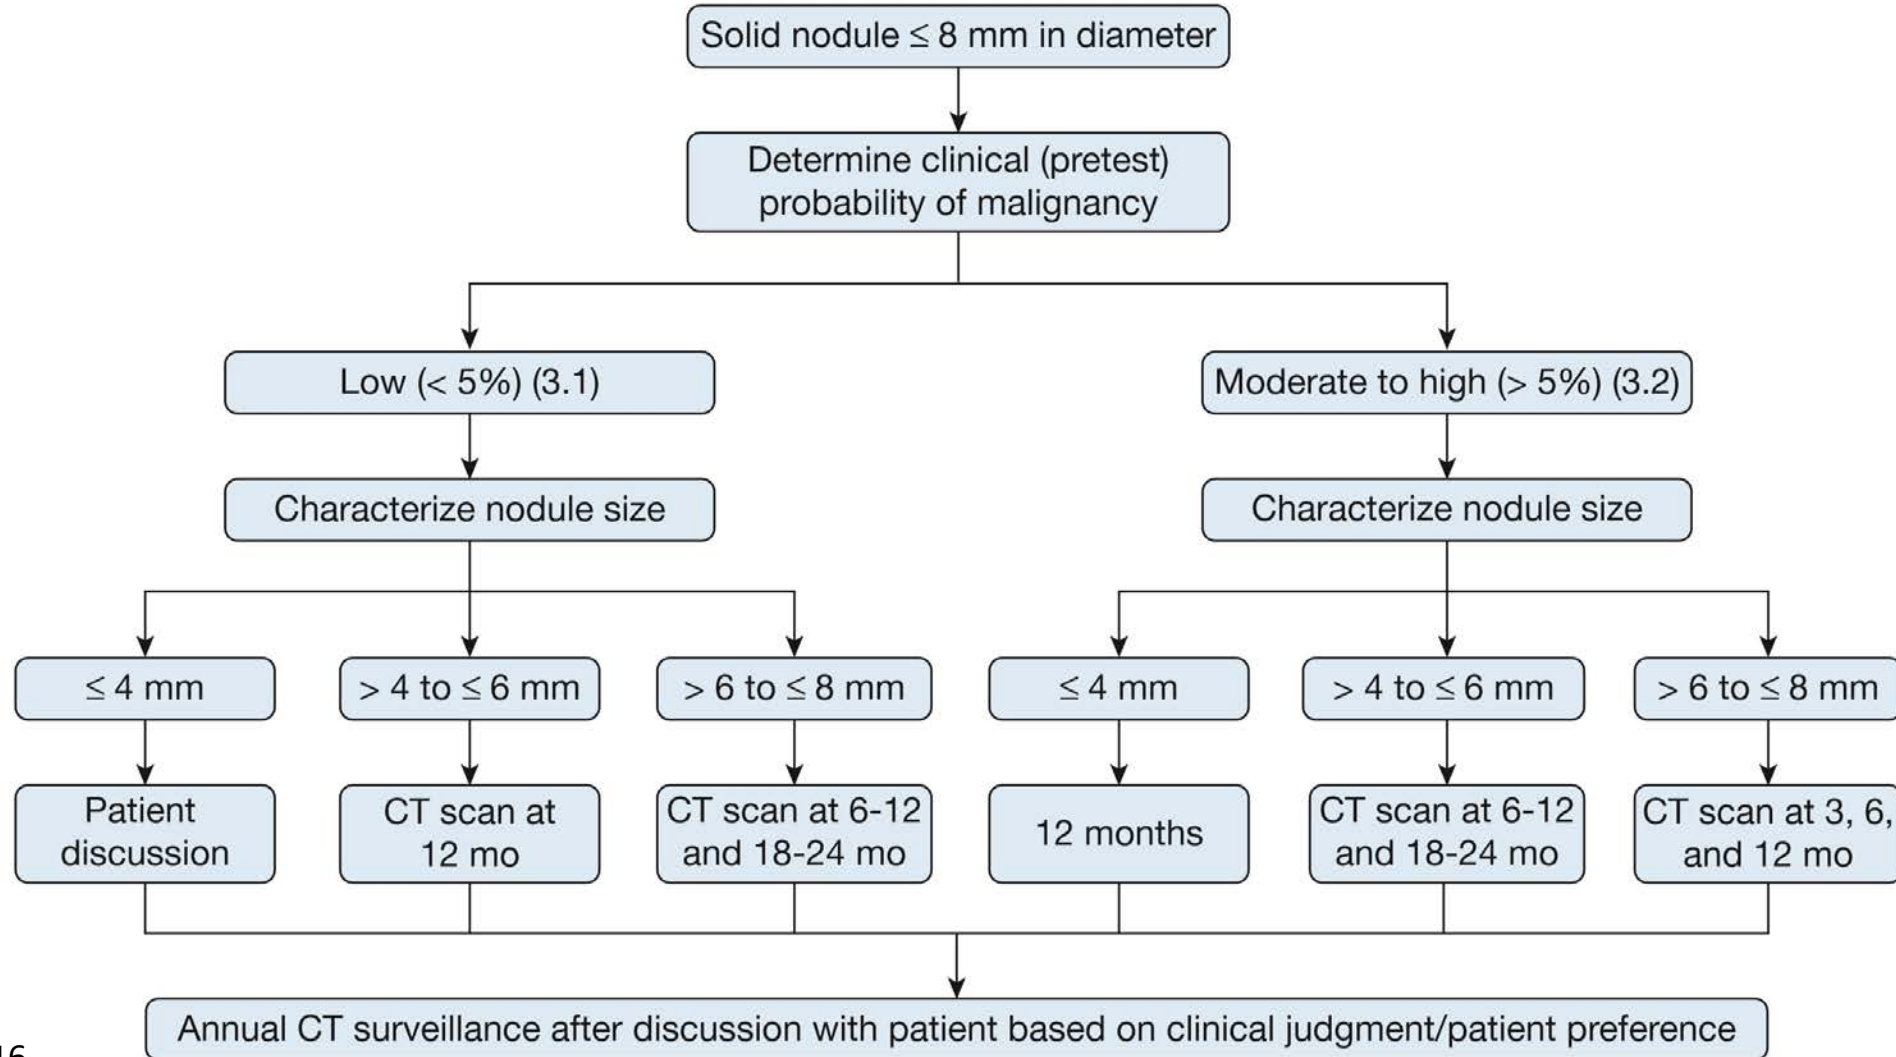 Solid nodule ≤ 8 mm in diameter
Determine clinical (pretest)
probability of malignancy
Low (< 5%) (3.1)
Moderate to high (> 5%) (3.2)
Characterize nodule size
Characterize nodule size
≤ 4 mm
> 4 to ≤ 6 mm
> 6 to ≤ 8 mm
≤ 4 mm
> 4 to ≤ 6 mm
> 6 to ≤ 8 mm
Patient
discussion
CT scan at
12 mo
CT scan at 6-12
and 18-24 mo
12 months
CT scan at 6-12
and 18-24 mo
CT scan at 3, 6,
and 12 mo
Annual CT surveillance after discussion with patient based on clinical judgment/patient preference